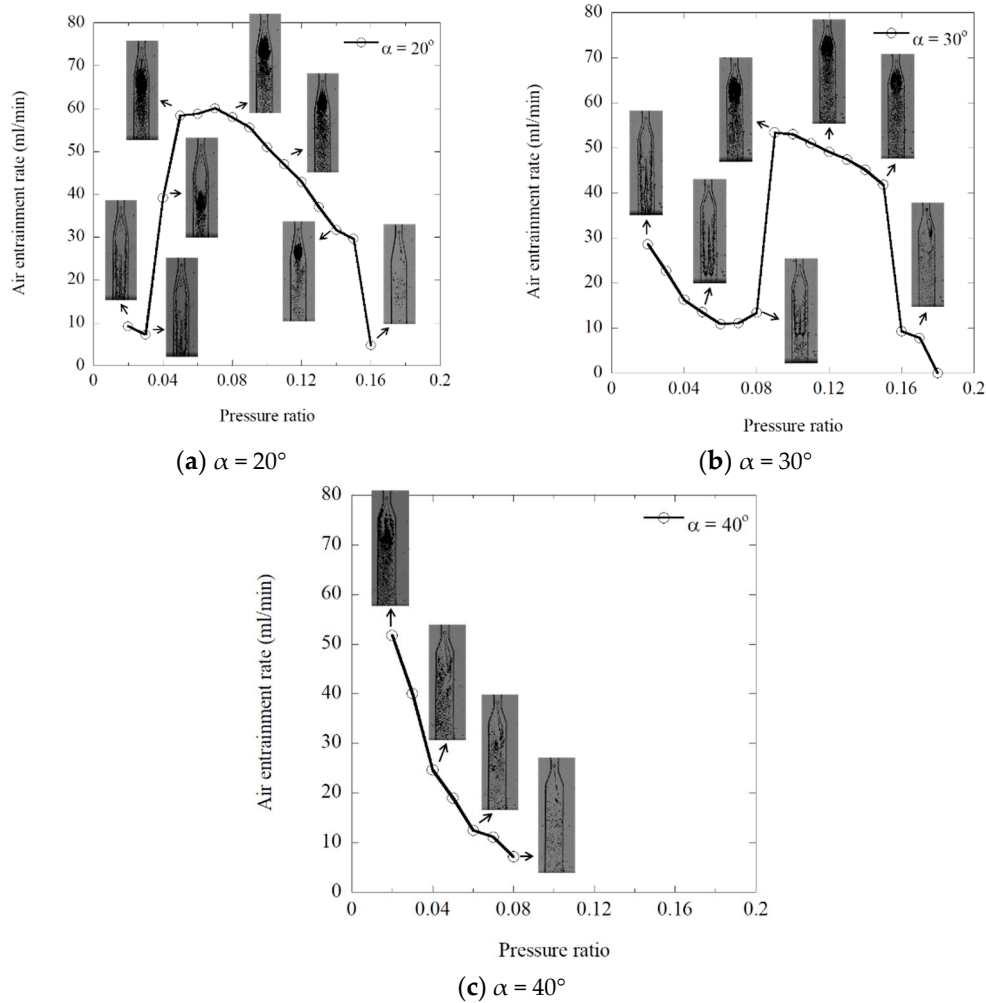 80
70
60
50
40
30
20
10
0
Air entrainment rate (ml/min)
α = 20º
0 0.04 0.08 0.12 0.16 0.2
Pressure ratio
(a) α = 20°
80
70
60
50
40
30
20
10
0
Air entrainment rate (ml/min)
α = 30º
0 0.04 0.08 0.12 0.16 0.2
Pressure ratio
(b) α = 30°
80
70
60
50
40
30
20
10
0
Air entrainment rate (ml/min)
α = 40º
0 0.04 0.08 0.12 0.16 0.2
Pressure ratio
(c) α = 40°